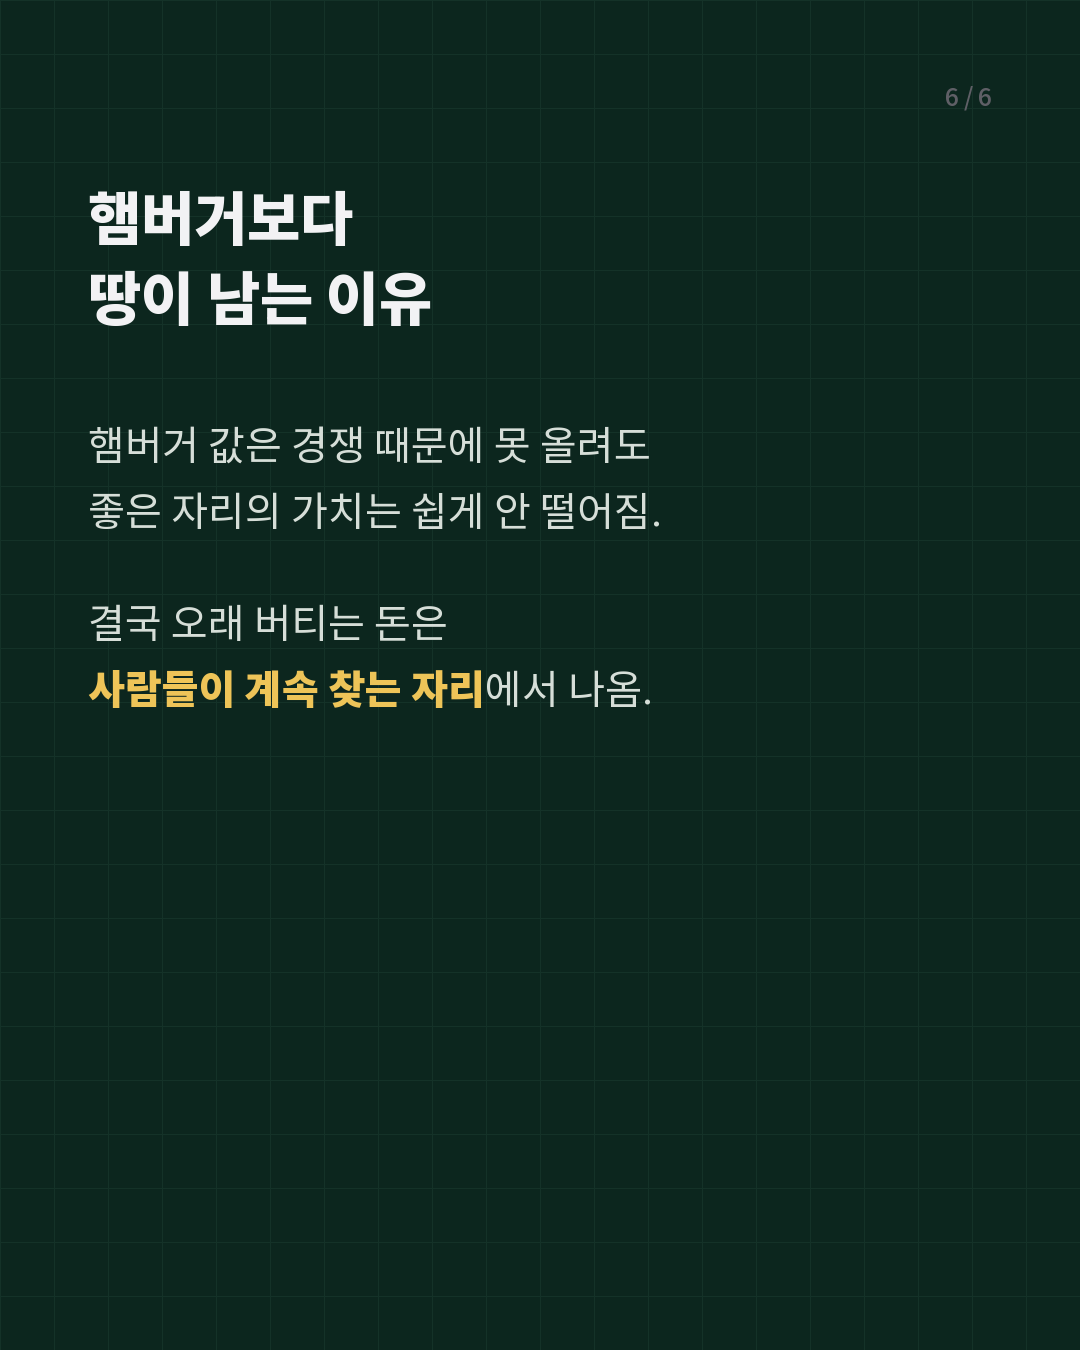 6 / 6
햄버거보다
땅이 남는 이유
햄버거 값은 경쟁 때문에 못 올려도
좋은 자리의 가치는 쉽게 안 떨어짐.
결국 오래 버티는 돈은
사람들이 계속 찾는 자리에서 나옴.